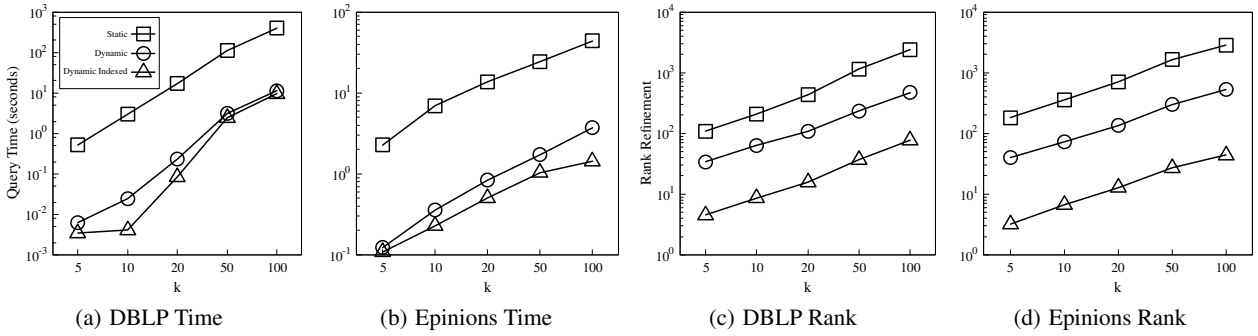 Query Time (seconds)
10^3
10^2
10^1
10^0
10^-1
10^-2
10^-3
Static
Dynamic
Dynamic Indexed
5 10 20 50 100
k
(a) DBLP Time
10^2
10^1
10^0
10^-1
5 10 20 50 100
k
(b) Epinions Time
Rank Refinement
10^4
10^3
10^2
10^1
10^0
5 10 20 50 100
k
(c) DBLP Rank
10^4
10^3
10^2
10^1
10^0
5 10 20 50 100
k
(d) Epinions Rank